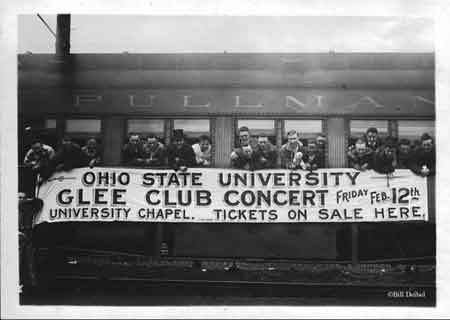 PULLMAN
OHIO STATE UNIVERSITY
GLEE CLUB CONCERT FRIDAY FEB. 12th
UNIVERSITY CHAPEL. TICKETS ON SALE HERE.
©Bill Deibel